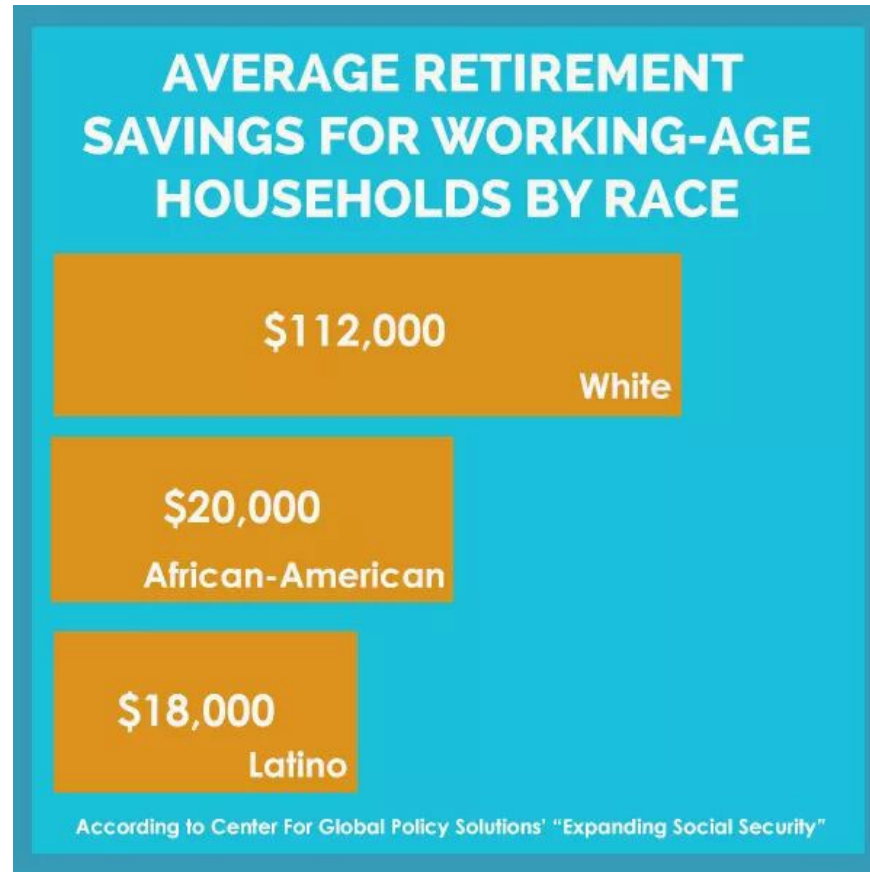 AVERAGE RETIREMENT
SAVINGS FOR WORKING-AGE
HOUSEHOLDS BY RACE
$112,000
White
$20,000
African-American
$18,000
Latino
According to Center For Global Policy Solutions' "Expanding Social Security"